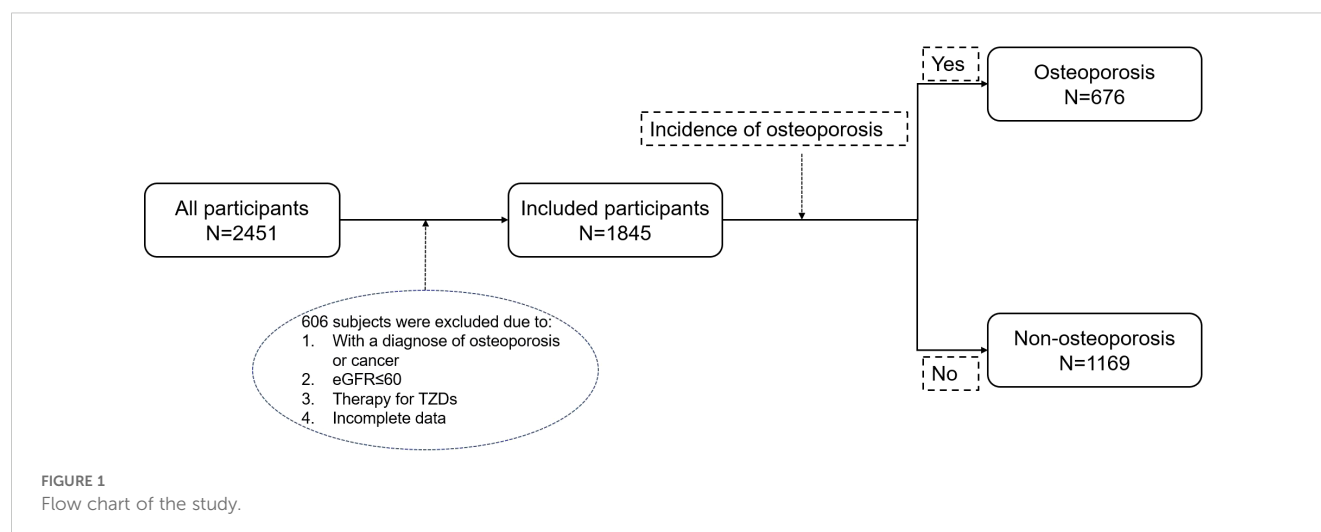 All participants
N=2451
606 subjects were excluded due to:
1. With a diagnose of osteoporosis
or cancer
2. eGFR≤60
3. Therapy for TZDs
4. Incomplete data
Included participants
N=1845
Incidence of osteoporosis
Yes
Osteoporosis
N=676
No
Non-osteoporosis
N=1169
FIGURE 1
Flow chart of the study.